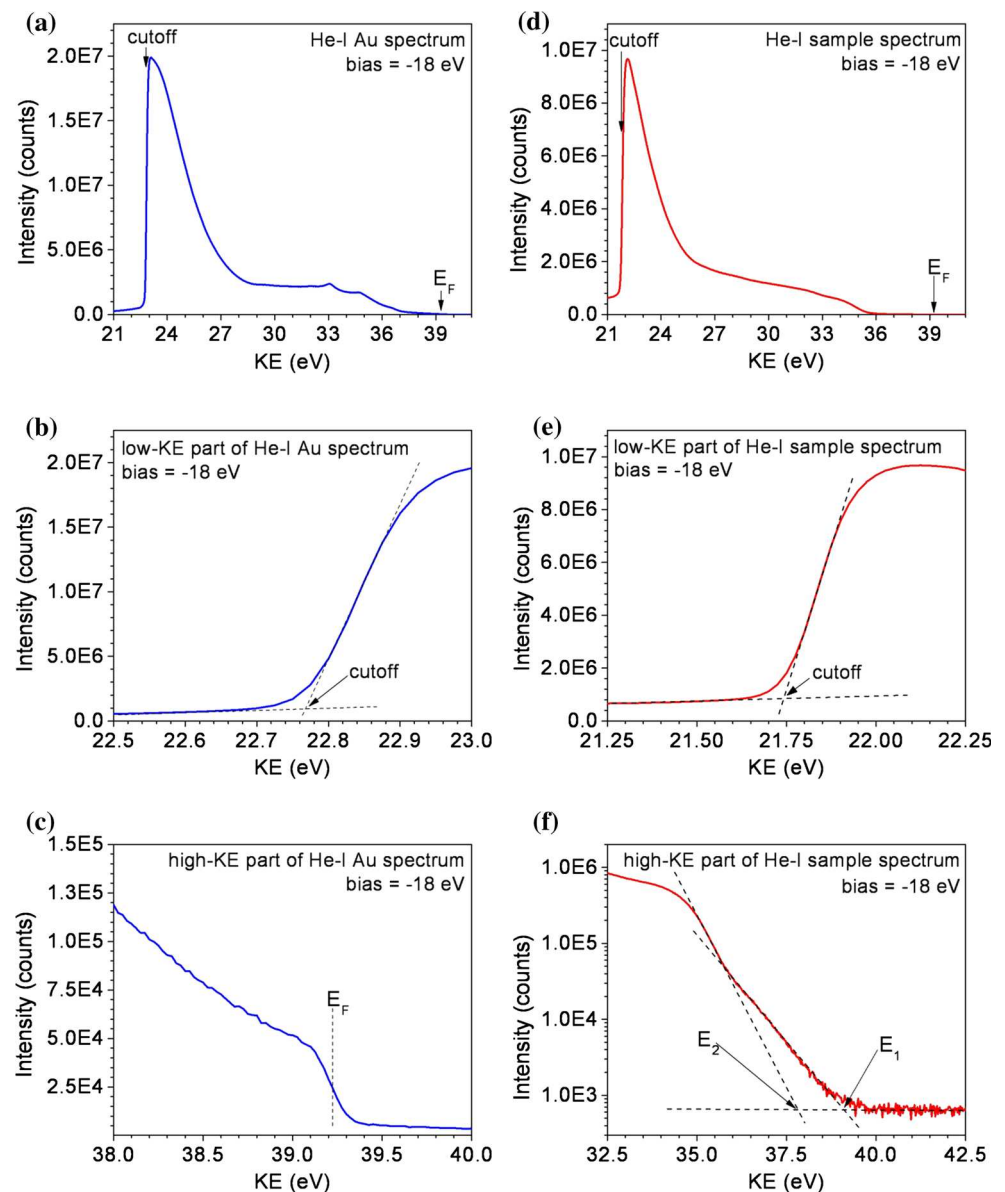 (a)
cutoff
He-I Au spectrum
bias = -18 eV
2.0E7
1.5E7
1.0E7
5.0E6
0.0
Intensity (counts)
E_F
21 24 27 30 33 36 39
KE (eV)
(d)
cutoff
He-I sample spectrum
bias = -18 eV
1.0E7
8.0E6
6.0E6
4.0E6
2.0E6
0.0
Intensity (counts)
E_F
21 24 27 30 33 36 39
KE (eV)
(b)
low-KE part of He-I Au spectrum
bias = -18 eV
2.0E7
1.5E7
1.0E7
5.0E6
0.0
Intensity (counts)
cutoff
22.5 22.6 22.7 22.8 22.9 23.0
KE (eV)
(e)
low-KE part of He-I sample spectrum
bias = -18 eV
1.0E7
8.0E6
6.0E6
4.0E6
2.0E6
0.0
Intensity (counts)
cutoff
21.25 21.50 21.75 22.00 22.25
KE (eV)
(c)
high-KE part of He-I Au spectrum
bias = -18 eV
1.5E5
1.3E5
1.0E5
7.5E4
5.0E4
2.5E4
Intensity (counts)
E_F
38.0 38.5 39.0 39.5 40.0
KE (eV)
(f)
high-KE part of He-I sample spectrum
bias = -18 eV
1.0E6
1.0E5
1.0E4
1.0E3
Intensity (counts)
E_2
E_1
32.5 35.0 37.5 40.0 42.5
KE (eV)